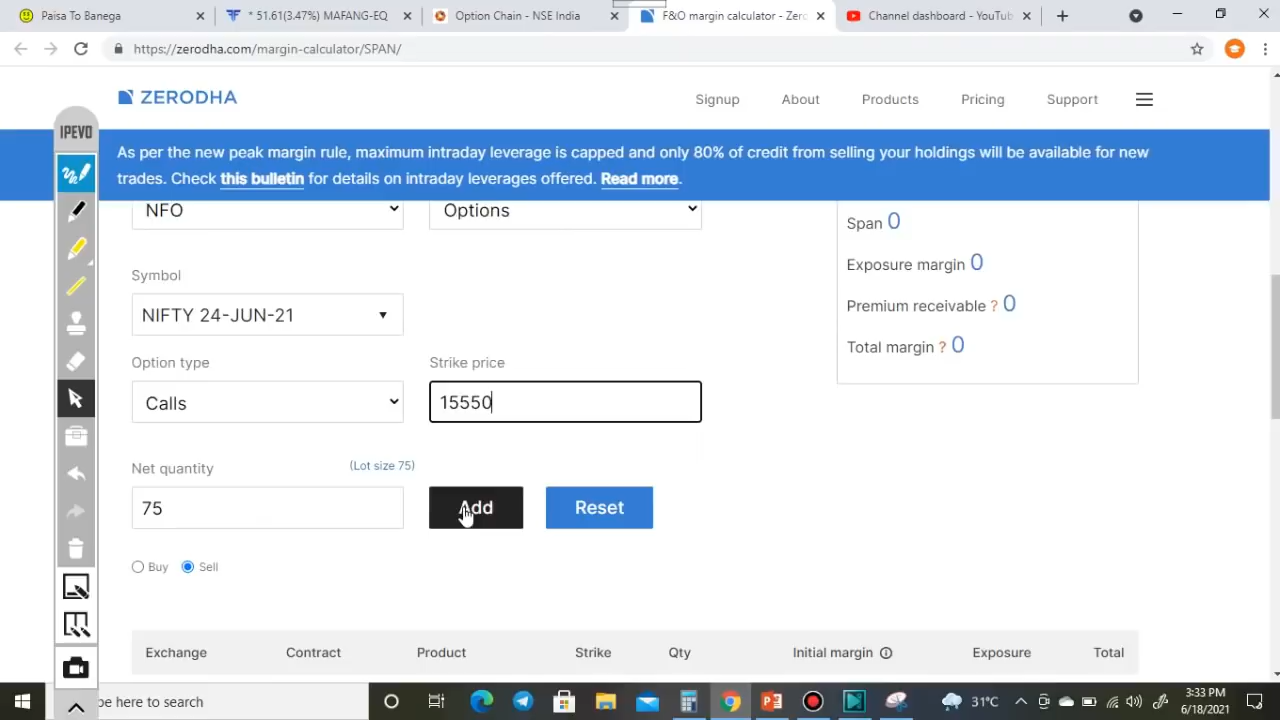 Paisa To Banega
* 51.61(3.47%) MAFANG-EQ
Option Chain - NSE India
F&O margin calculator - Zero
Channel dashboard - YouTub
https://zerodha.com/margin-calculator/SPAN/
ZERODHA
Signup
About
Products
Pricing
Support
IPEVO
As per the new peak margin rule, maximum intraday leverage is capped and only 80% of credit from selling your holdings will be available for new
trades. Check this bulletin for details on intraday leverages offered. Read more.
NFO
Options
Span 0
Exposure margin 0
Premium receivable ? 0
Total margin ? 0
Symbol
NIFTY 24-JUN-21
Option type
Strike price
Calls
15550
Net quantity
(Lot size 75)
75
Add
Reset
Buy
Sell
Exchange
Contract
Product
Strike
Qty
Initial margin
Exposure
Total
pe here to search
31°C
3:33 PM
6/18/2021